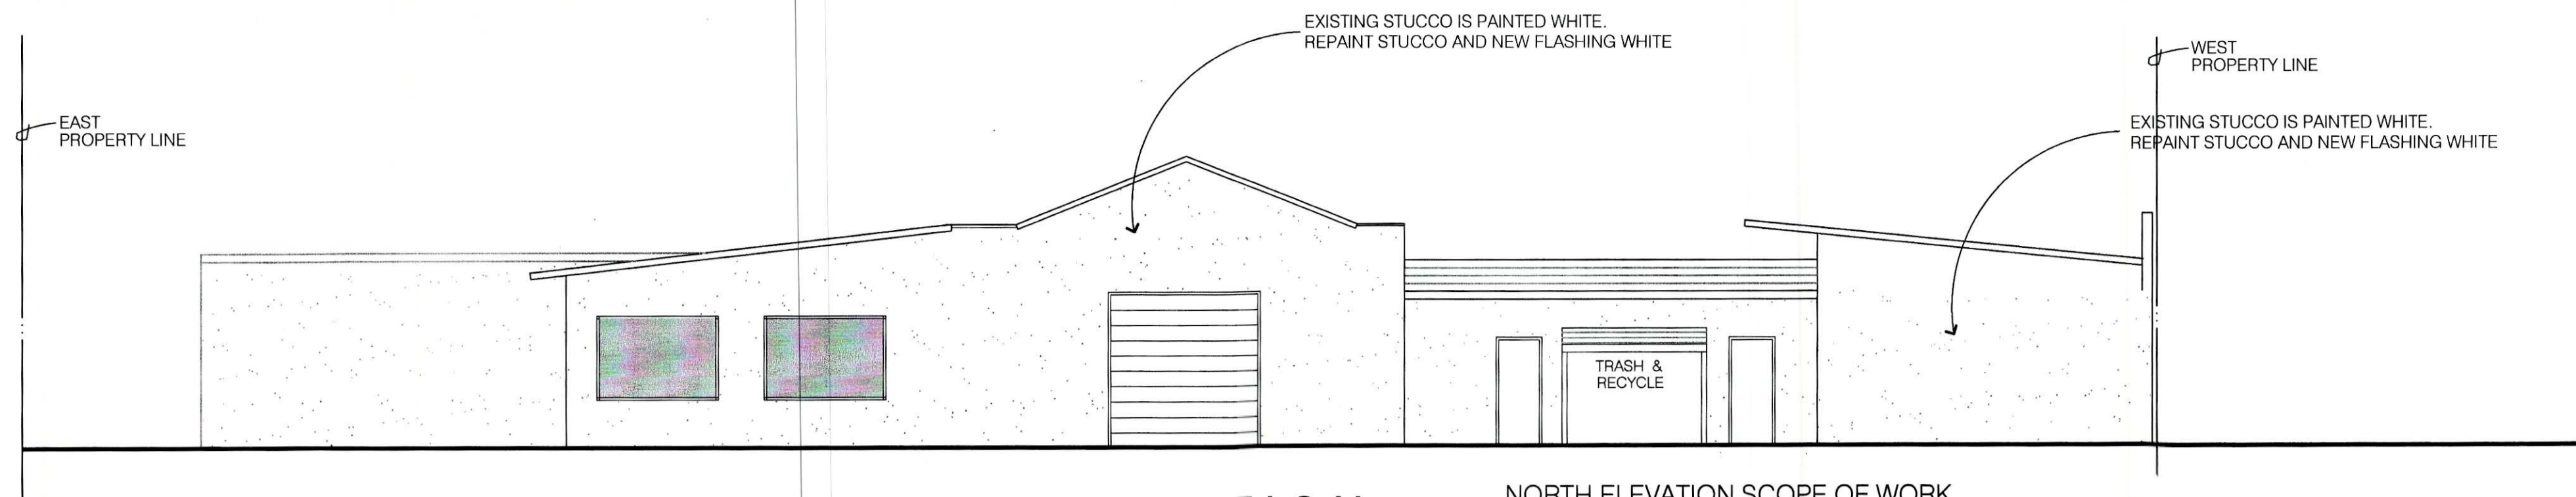 EXISTING STUCCO IS PAINTED WHITE.
REPAINT STUCCO AND NEW FLASHING WHITE
WEST
PROPERTY LINE
EAST
PROPERTY LINE
EXISTING STUCCO IS PAINTED WHITE.
REPAINT STUCCO AND NEW FLASHING WHITE
TRASH &
RECYCLE
NORTH ELEVATION SCOPE OF WORK